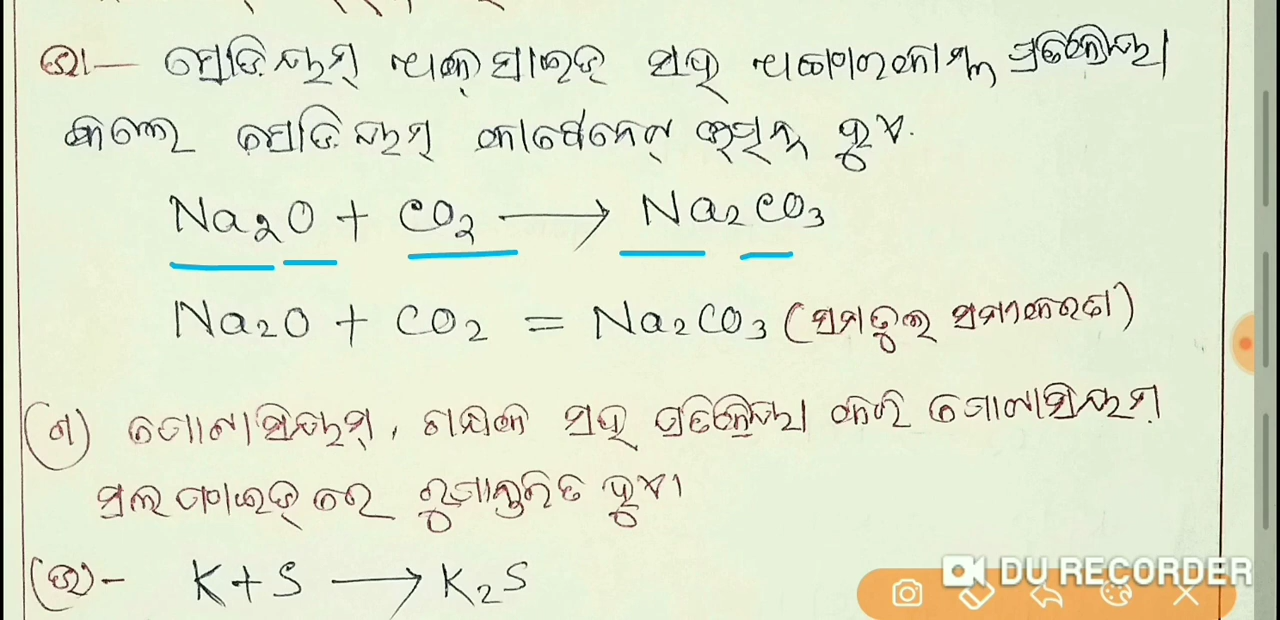 ଉ।— ସୋଡିୟମ୍ ଅକ୍ସାଇଡ୍ ସହ ଅଙ୍ଗାରକାମ୍ଳ ପ୍ରତିକ୍ରିୟା
କଲେ ସୋଡିୟମ୍ କାର୍ବୋନେଟ୍ ସୃଷ୍ଟି ହୁଏ.
Na₂O + CO₂ ⟶ Na₂CO₃
Na₂O + CO₂ = Na₂CO₃ (ସମତୁଲ ସମୀକରଣ)
ପୋଟାସିୟମ୍, ଗନ୍ଧକ ସହ ପ୍ରତିକ୍ରିୟା କରି ପୋଟାସିୟମ୍
ସଲଫାଇଡ୍ ରେ ରୁପାନ୍ତରିତ ହୁଏ।
(ଉ)- K+S ⟶ K₂S
DU RECORDER